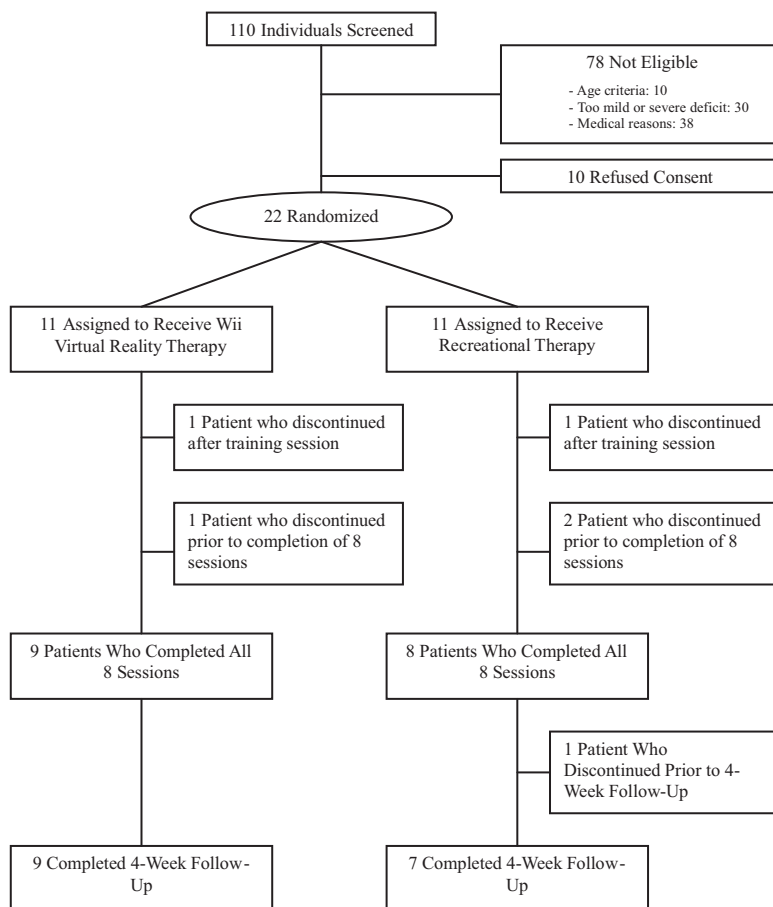 110 Individuals Screened
78 Not Eligible
- Age criteria: 10
- Too mild or severe deficit: 30
- Medical reasons: 38
10 Refused Consent
22 Randomized
11 Assigned to Receive Wii
Virtual Reality Therapy
11 Assigned to Receive
Recreational Therapy
1 Patient who discontinued
after training session
1 Patient who discontinued
after training session
1 Patient who discontinued
prior to completion of 8
sessions
2 Patient who discontinued
prior to completion of 8
sessions
9 Patients Who Completed All
8 Sessions
8 Patients Who Completed All
8 Sessions
1 Patient Who
Discontinued Prior to 4-
Week Follow-Up
9 Completed 4-Week Follow-
Up
7 Completed 4-Week Follow-
Up